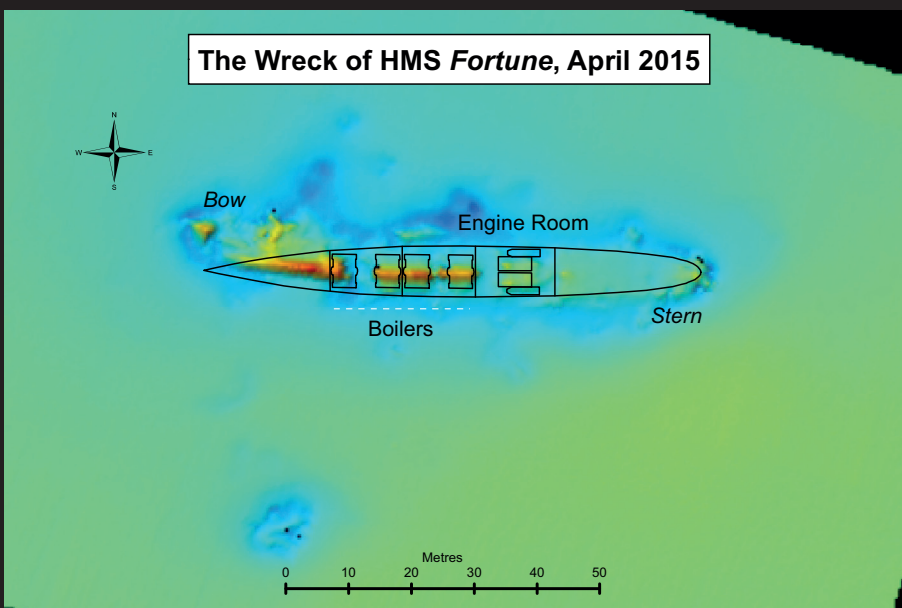 The Wreck of HMS Fortune, April 2015
N
W E
S
Bow
Engine Room
Stern
Boilers
Metres
0 10 20 30 40 50